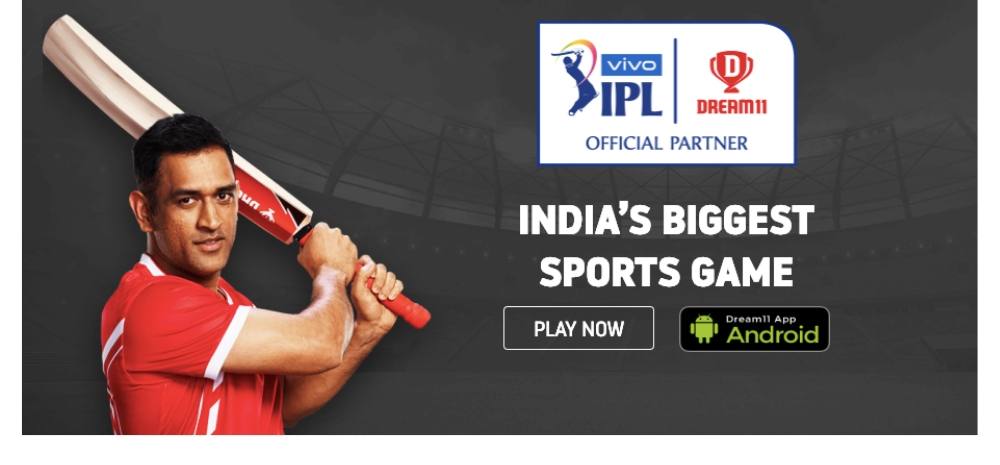 vivo
IPL
D
DREAM11
OFFICIAL PARTNER
INDIA'S BIGGEST
SPORTS GAME
PLAY NOW
Dream11 App
Android